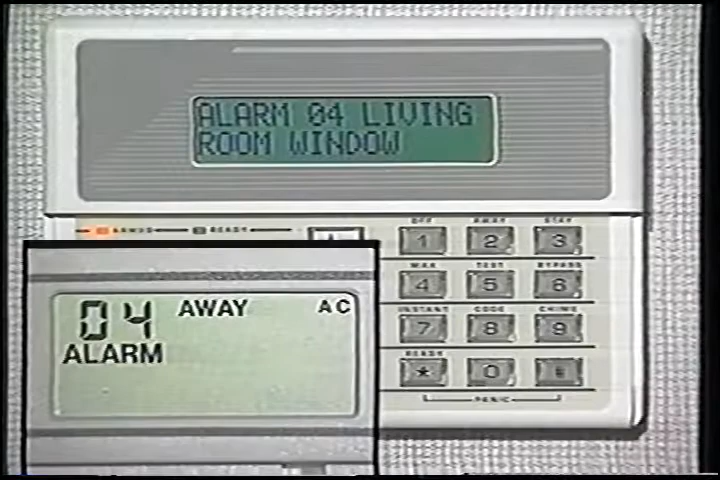 ALARM 04 LIVING
ROOM WINDOW
ARMED READY
OFF AWAY STAY
1 2 3
MAX TEST BYPASS
4 5 6
INSTANT CODE CHIME
7 8 9
READY
* 0 #
PANIC
04 AWAY AC
ALARM